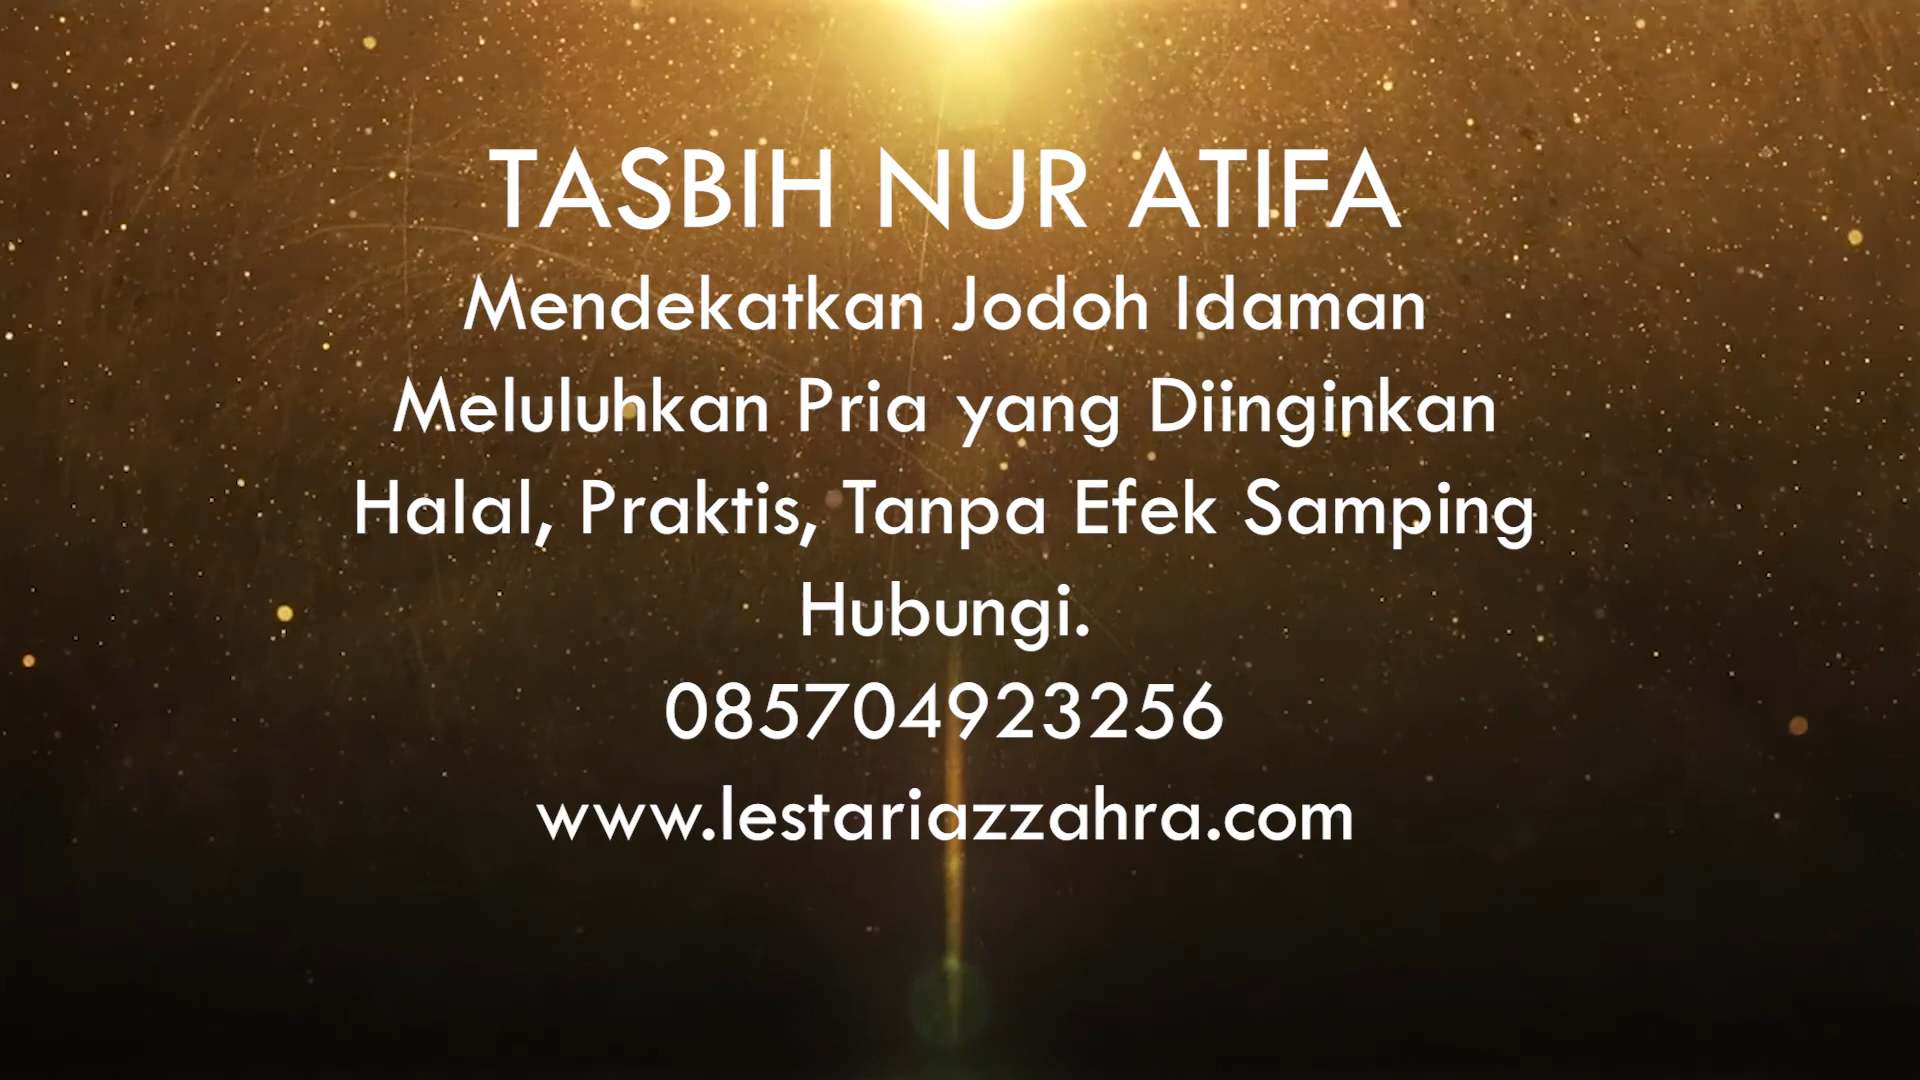 TASBIH NUR ATIFA
Mendekatkan Jodoh Idaman
Meluluhkan Pria yang Diinginkan
Halal, Praktis, Tanpa Efek Samping
Hubungi.
085704923256
www.lestariazzahra.com